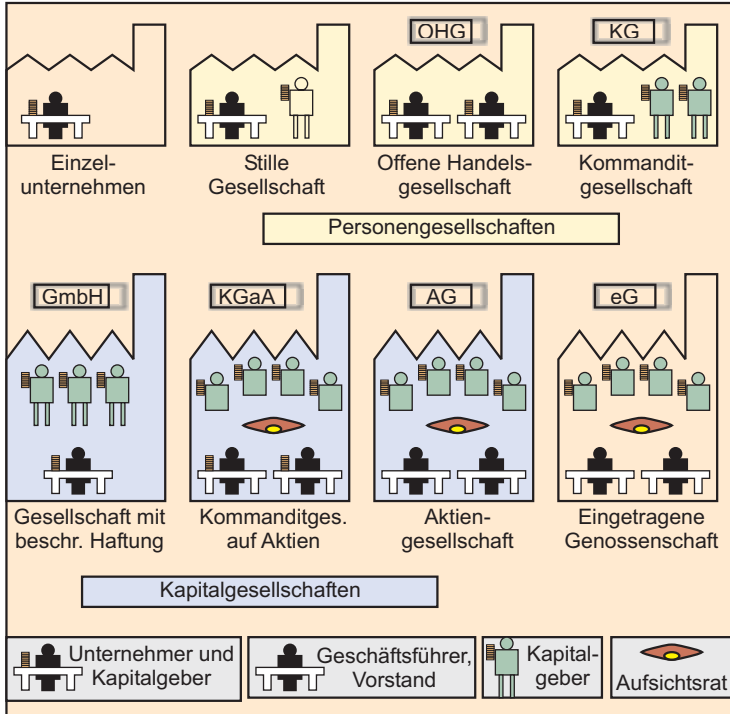 OHG
KG
Einzel-
unternehmen
Stille
Gesellschaft
Offene Handels-
gesellschaft
Kommandit-
gesellschaft
Personengesellschaften
GmbH
KGaA
AG
eG
Gesellschaft mit
beschr. Haftung
Kommanditges.
auf Aktien
Aktien-
gesellschaft
Eingetragene
Genossenschaft
Kapitalgesellschaften
Unternehmer und
Kapitalgeber
Geschäftsführer,
Vorstand
Kapital-
geber
Aufsichtsrat